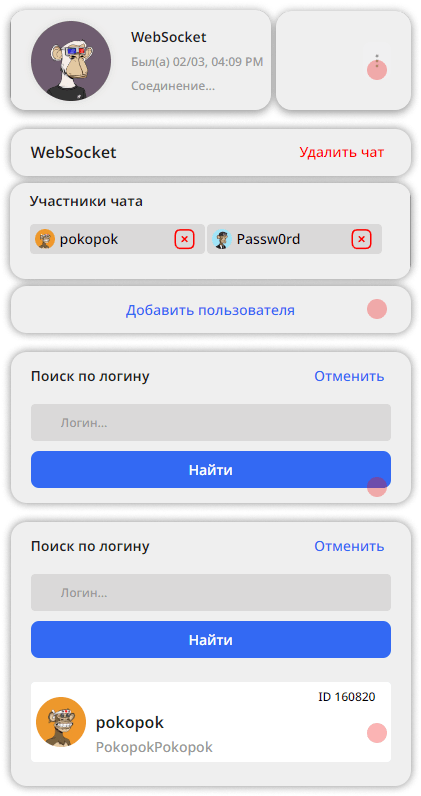 WebSocket
Был(а) 02/03, 04:09 PM
Соединение...
WebSocket
Удалить чат
Участники чата
pokopok
Passw0rd
Добавить пользователя
Поиск по логину
Отменить
Логин...
Найти
Поиск по логину
Отменить
Логин...
Найти
ID 160820
pokopok
PokopokPokopok